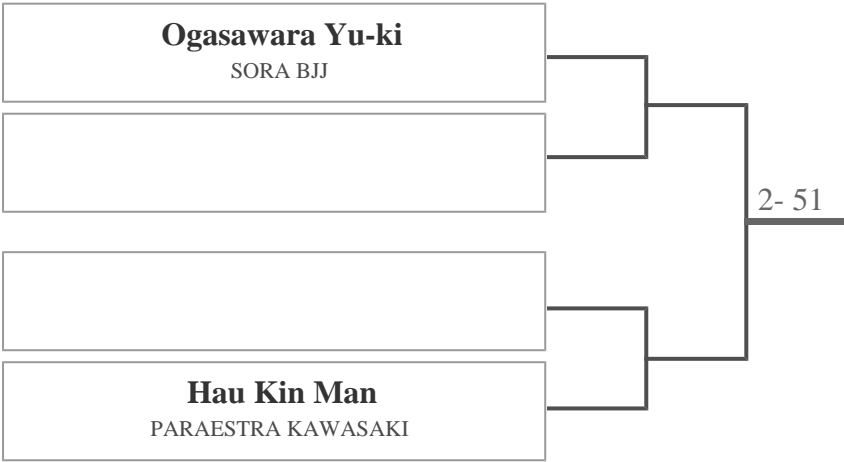 Ogasawara Yu-ki
SORA BJJ
2- 51
Hau Kin Man
PARAESTRA KAWASAKI